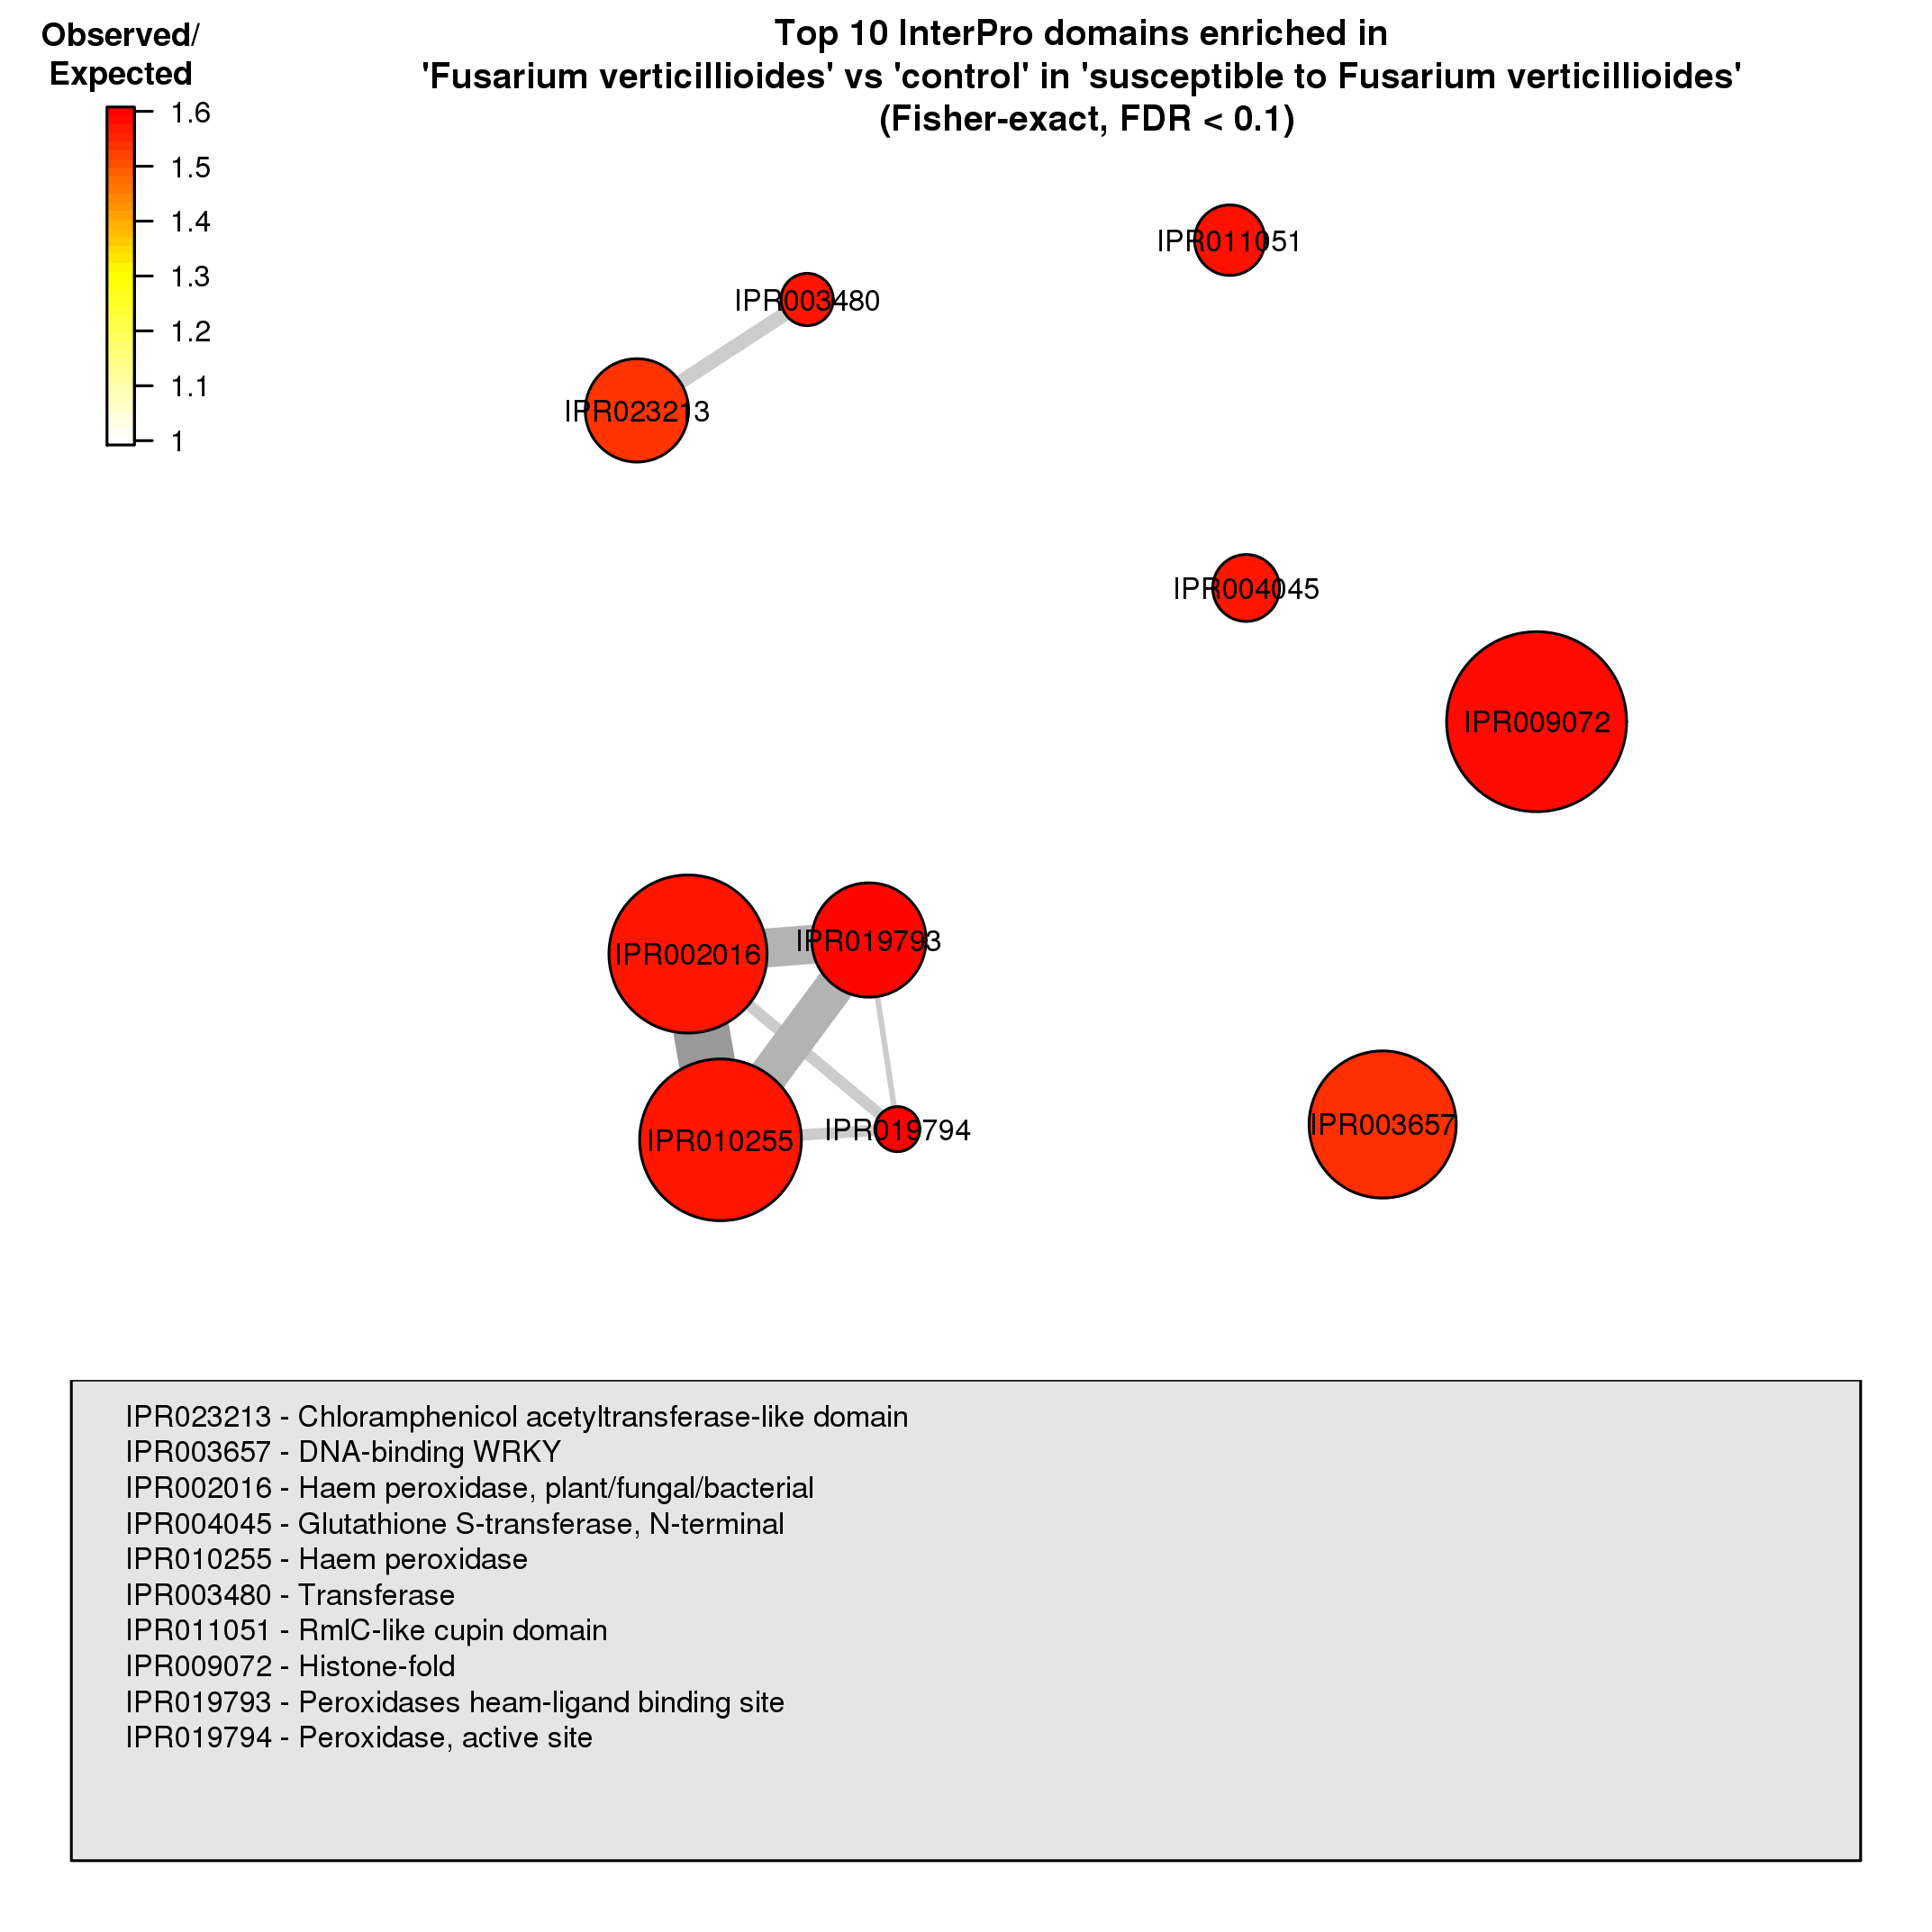 Observed/
Expected
Top 10 InterPro domains enriched in
'Fusarium verticillioides' vs 'control' in 'susceptible to Fusarium verticillioides'
(Fisher-exact, FDR < 0.1)
1.6
1.5
1.4
1.3
1.2
1.1
1
IPR011051
IPR003480
IPR023213
IPR004045
IPR009072
IPR002016
IPR019793
IPR010255
IPR019794
IPR003657
IPR023213 - Chloramphenicol acetyltransferase-like domain
IPR003657 - DNA-binding WRKY
IPR002016 - Haem peroxidase, plant/fungal/bacterial
IPR004045 - Glutathione S-transferase, N-terminal
IPR010255 - Haem peroxidase
IPR003480 - Transferase
IPR011051 - RmlC-like cupin domain
IPR009072 - Histone-fold
IPR019793 - Peroxidases heam-ligand binding site
IPR019794 - Peroxidase, active site